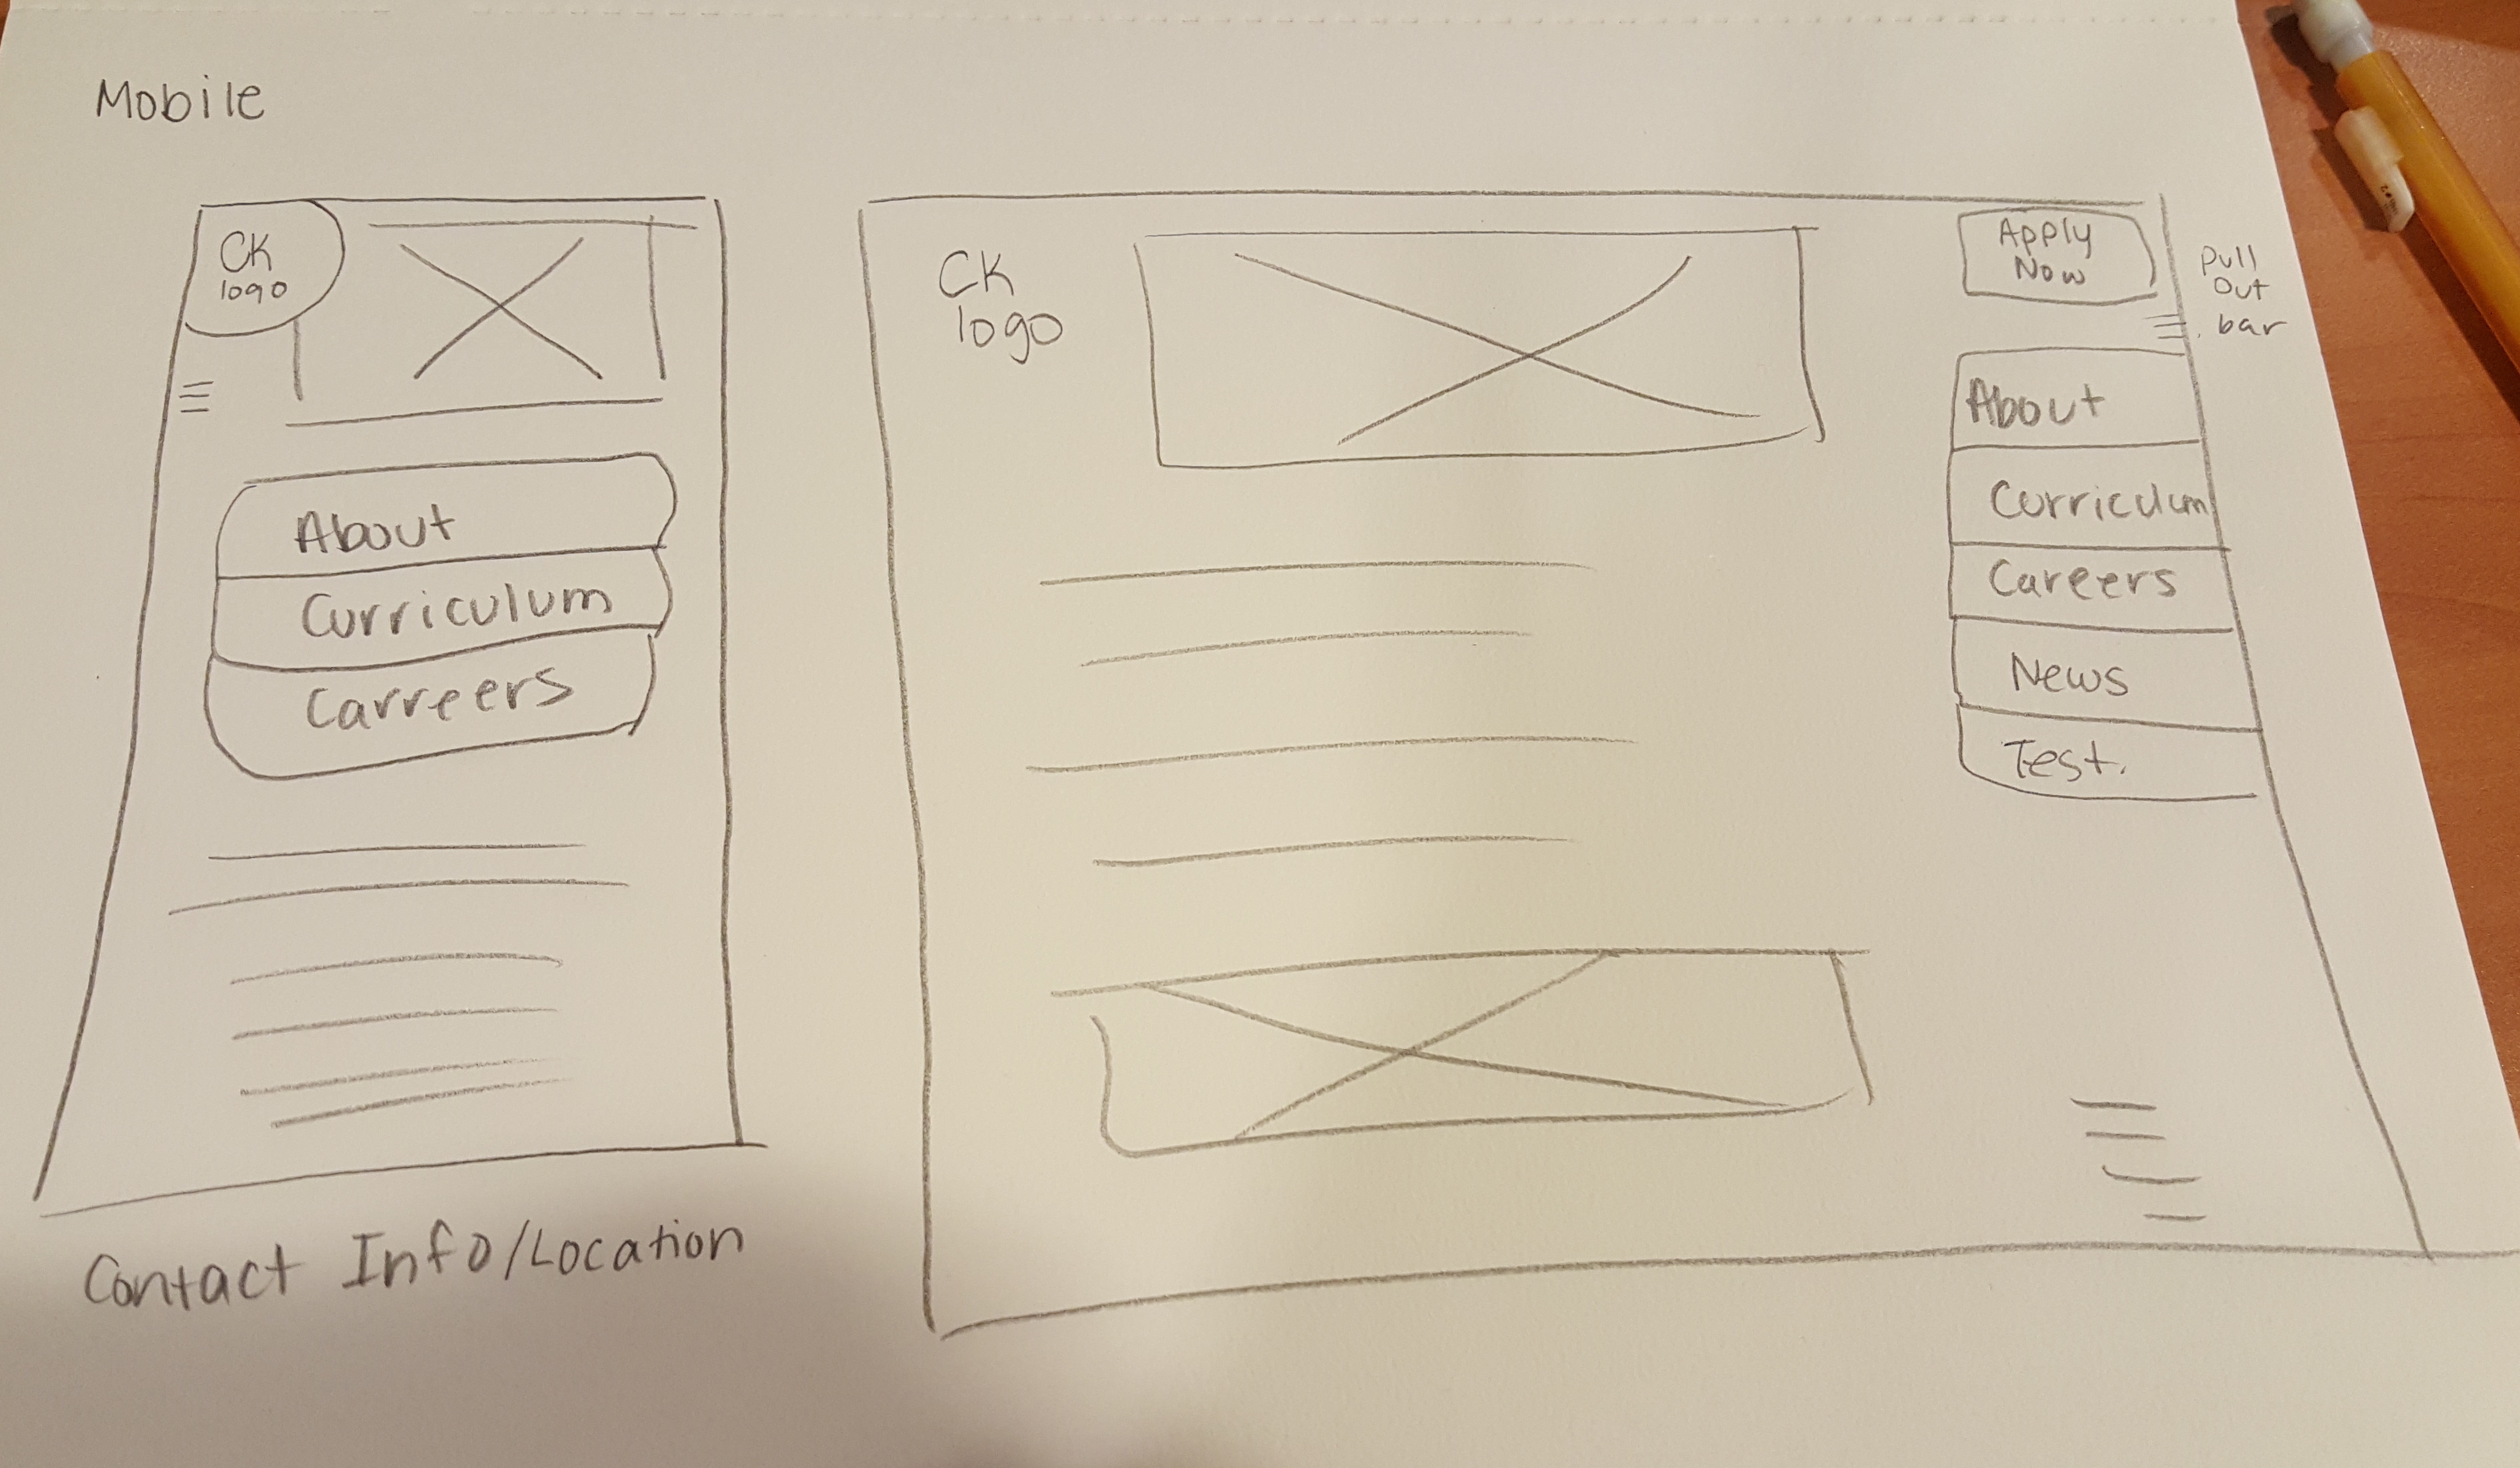 Mobile
CK
logo
About
Curriculum
Carreers
Contact Info/Location
CK
logo
Apply
Now
Pull
Out
bar
About
Curriculum
Careers
News
Test.